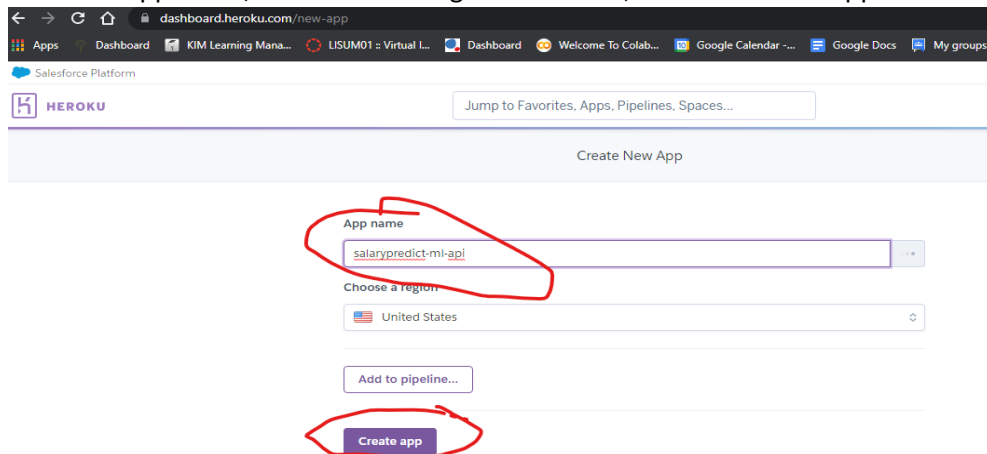 dashboard.heroku.com/new-app
Apps Dashboard KIM Learning Mana... LISUM01 :: Virtual I... Dashboard Welcome To Colab... Google Calendar -... Google Docs My groups
Salesforce Platform
HEROKU Jump to Favorites, Apps, Pipelines, Spaces...
Create New App
App name
salarypredict-ml-api
Choose a region
United States
Add to pipeline...
Create app